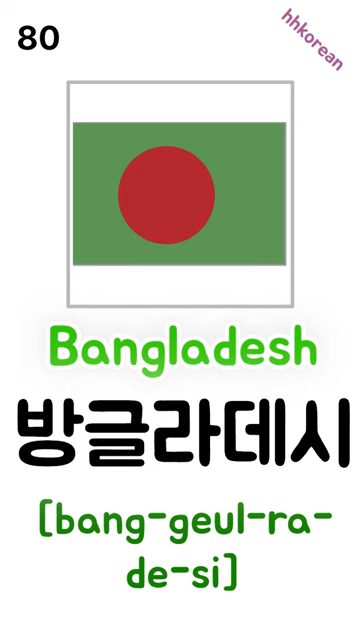 80
hhkorean
Bangladesh
방글라데시
[bang-geul-ra-
de-si]